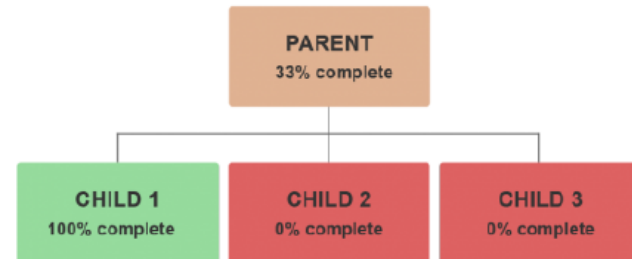 PARENT
33% complete
CHILD 1
100% complete
CHILD 2
0% complete
CHILD 3
0% complete